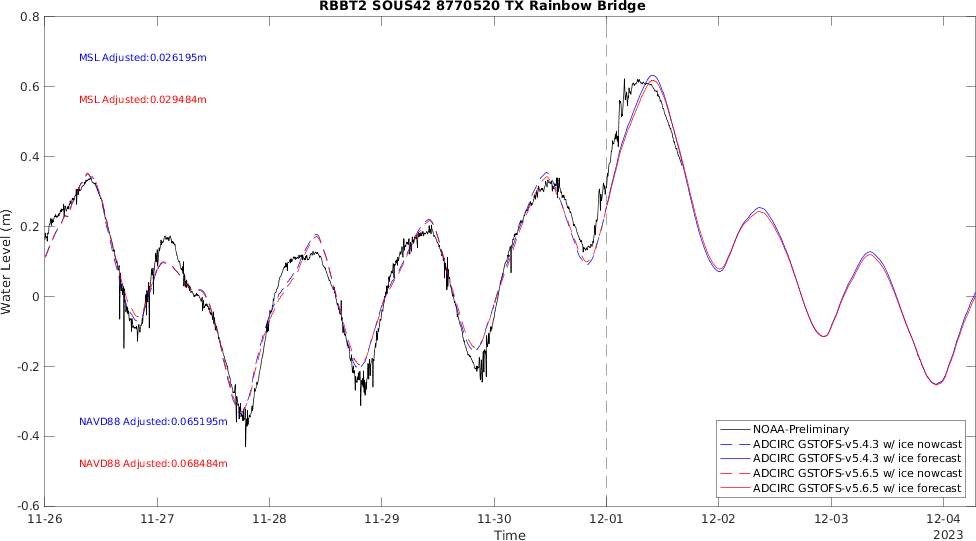 RBBT2 SOUS42 8770520 TX Rainbow Bridge
0.8
0.6
0.4
0.2
0
-0.2
-0.4
-0.6
Water Level (m)
MSL Adjusted:0.026195m
MSL Adjusted:0.029484m
NAVD88 Adjusted:0.065195m
NAVD88 Adjusted:0.068484m
NOAA-Preliminary
ADCIRC GSTOFS-v5.4.3 w/ ice nowcast
ADCIRC GSTOFS-v5.4.3 w/ ice forecast
ADCIRC GSTOFS-v5.6.5 w/ ice nowcast
ADCIRC GSTOFS-v5.6.5 w/ ice forecast
11-26 11-27 11-28 11-29 11-30 12-01 12-02 12-03 12-04
2023
Time